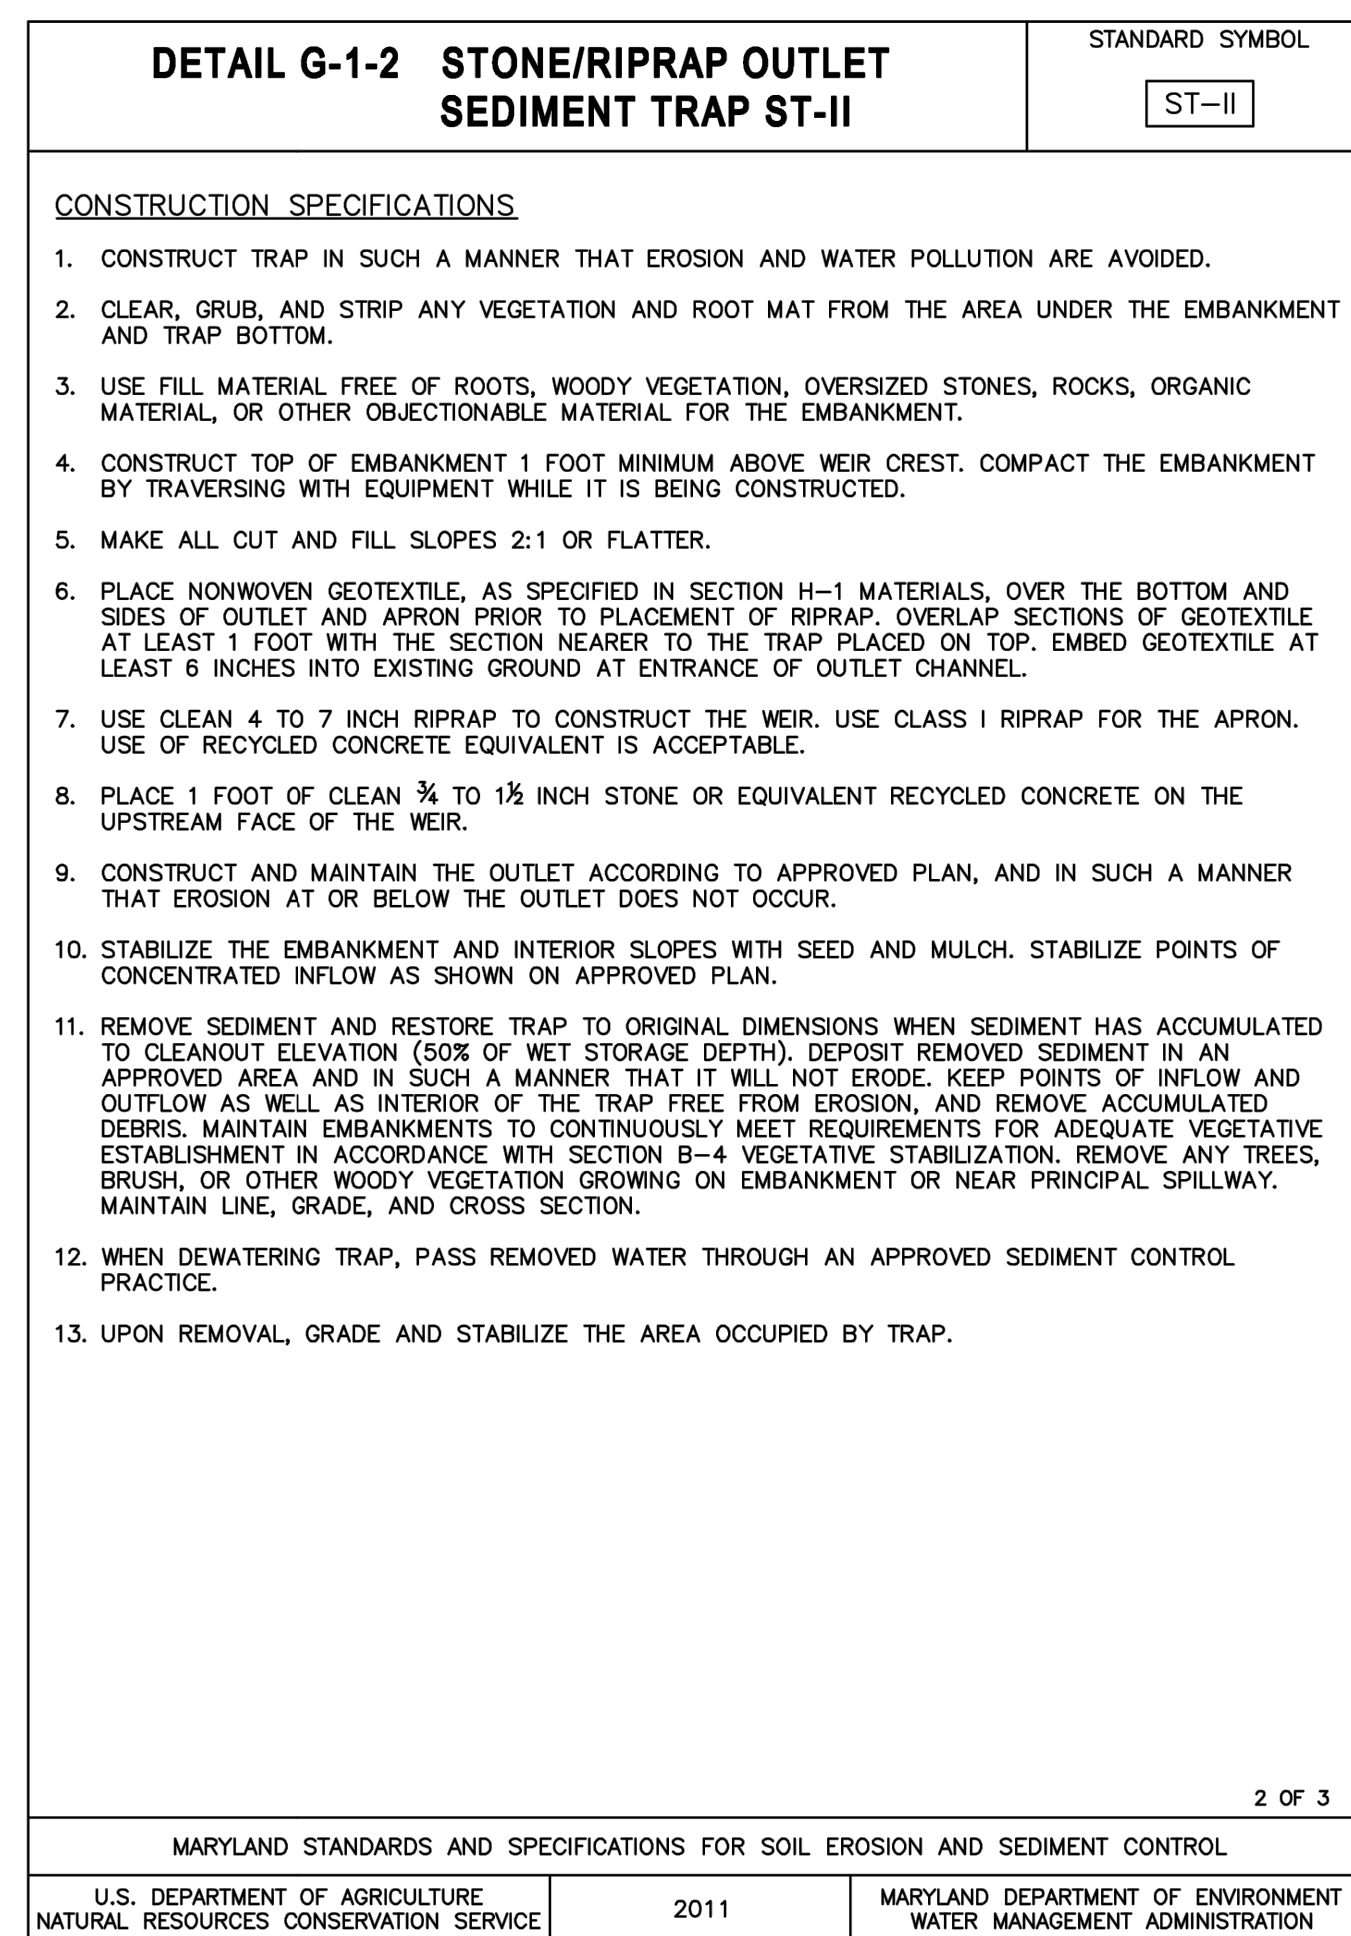 DETAIL G-1-2 STONE/RIPRAP OUTLET
SEDIMENT TRAP ST-II
STANDARD SYMBOL
ST–II
CONSTRUCTION SPECIFICATIONS
1. CONSTRUCT TRAP IN SUCH A MANNER THAT EROSION AND WATER POLLUTION ARE AVOIDED.
2. CLEAR, GRUB, AND STRIP ANY VEGETATION AND ROOT MAT FROM THE AREA UNDER THE EMBANKMENT
AND TRAP BOTTOM.
3. USE FILL MATERIAL FREE OF ROOTS, WOODY VEGETATION, OVERSIZED STONES, ROCKS, ORGANIC
MATERIAL, OR OTHER OBJECTIONABLE MATERIAL FOR THE EMBANKMENT.
4. CONSTRUCT TOP OF EMBANKMENT 1 FOOT MINIMUM ABOVE WEIR CREST. COMPACT THE EMBANKMENT
BY TRAVERSING WITH EQUIPMENT WHILE IT IS BEING CONSTRUCTED.
5. MAKE ALL CUT AND FILL SLOPES 2:1 OR FLATTER.
6. PLACE NONWOVEN GEOTEXTILE, AS SPECIFIED IN SECTION H–1 MATERIALS, OVER THE BOTTOM AND
SIDES OF OUTLET AND APRON PRIOR TO PLACEMENT OF RIPRAP. OVERLAP SECTIONS OF GEOTEXTILE
AT LEAST 1 FOOT WITH THE SECTION NEARER TO THE TRAP PLACED ON TOP. EMBED GEOTEXTILE AT
LEAST 6 INCHES INTO EXISTING GROUND AT ENTRANCE OF OUTLET CHANNEL.
7. USE CLEAN 4 TO 7 INCH RIPRAP TO CONSTRUCT THE WEIR. USE CLASS I RIPRAP FOR THE APRON.
USE OF RECYCLED CONCRETE EQUIVALENT IS ACCEPTABLE.
8. PLACE 1 FOOT OF CLEAN ¾ TO 1½ INCH STONE OR EQUIVALENT RECYCLED CONCRETE ON THE
UPSTREAM FACE OF THE WEIR.
9. CONSTRUCT AND MAINTAIN THE OUTLET ACCORDING TO APPROVED PLAN, AND IN SUCH A MANNER
THAT EROSION AT OR BELOW THE OUTLET DOES NOT OCCUR.
10. STABILIZE THE EMBANKMENT AND INTERIOR SLOPES WITH SEED AND MULCH. STABILIZE POINTS OF
CONCENTRATED INFLOW AS SHOWN ON APPROVED PLAN.
11. REMOVE SEDIMENT AND RESTORE TRAP TO ORIGINAL DIMENSIONS WHEN SEDIMENT HAS ACCUMULATED
TO CLEANOUT ELEVATION (50% OF WET STORAGE DEPTH). DEPOSIT REMOVED SEDIMENT IN AN
APPROVED AREA AND IN SUCH A MANNER THAT IT WILL NOT ERODE. KEEP POINTS OF INFLOW AND
OUTFLOW AS WELL AS INTERIOR OF THE TRAP FREE FROM EROSION, AND REMOVE ACCUMULATED
DEBRIS. MAINTAIN EMBANKMENTS TO CONTINUOUSLY MEET REQUIREMENTS FOR ADEQUATE VEGETATIVE
ESTABLISHMENT IN ACCORDANCE WITH SECTION B–4 VEGETATIVE STABILIZATION. REMOVE ANY TREES,
BRUSH, OR OTHER WOODY VEGETATION GROWING ON EMBANKMENT OR NEAR PRINCIPAL SPILLWAY.
MAINTAIN LINE, GRADE, AND CROSS SECTION.
12. WHEN DEWATERING TRAP, PASS REMOVED WATER THROUGH AN APPROVED SEDIMENT CONTROL
PRACTICE.
13. UPON REMOVAL, GRADE AND STABILIZE THE AREA OCCUPIED BY TRAP.
2 OF 3
MARYLAND STANDARDS AND SPECIFICATIONS FOR SOIL EROSION AND SEDIMENT CONTROL
U.S. DEPARTMENT OF AGRICULTURE
NATURAL RESOURCES CONSERVATION SERVICE
2011
MARYLAND DEPARTMENT OF ENVIRONMENT
WATER MANAGEMENT ADMINISTRATION